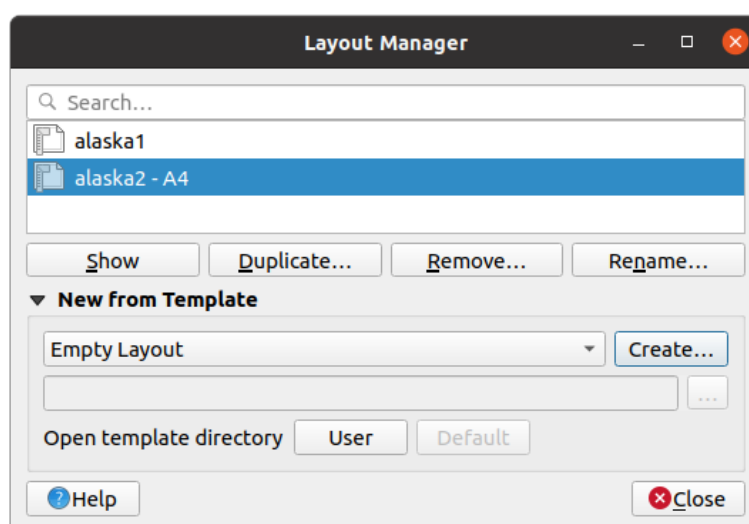 Layout Manager
Search...
alaska1
alaska2 - A4
Show Duplicate... Remove... Rename...
New from Template
Empty Layout Create...
...
Open template directory User Default
Help Close